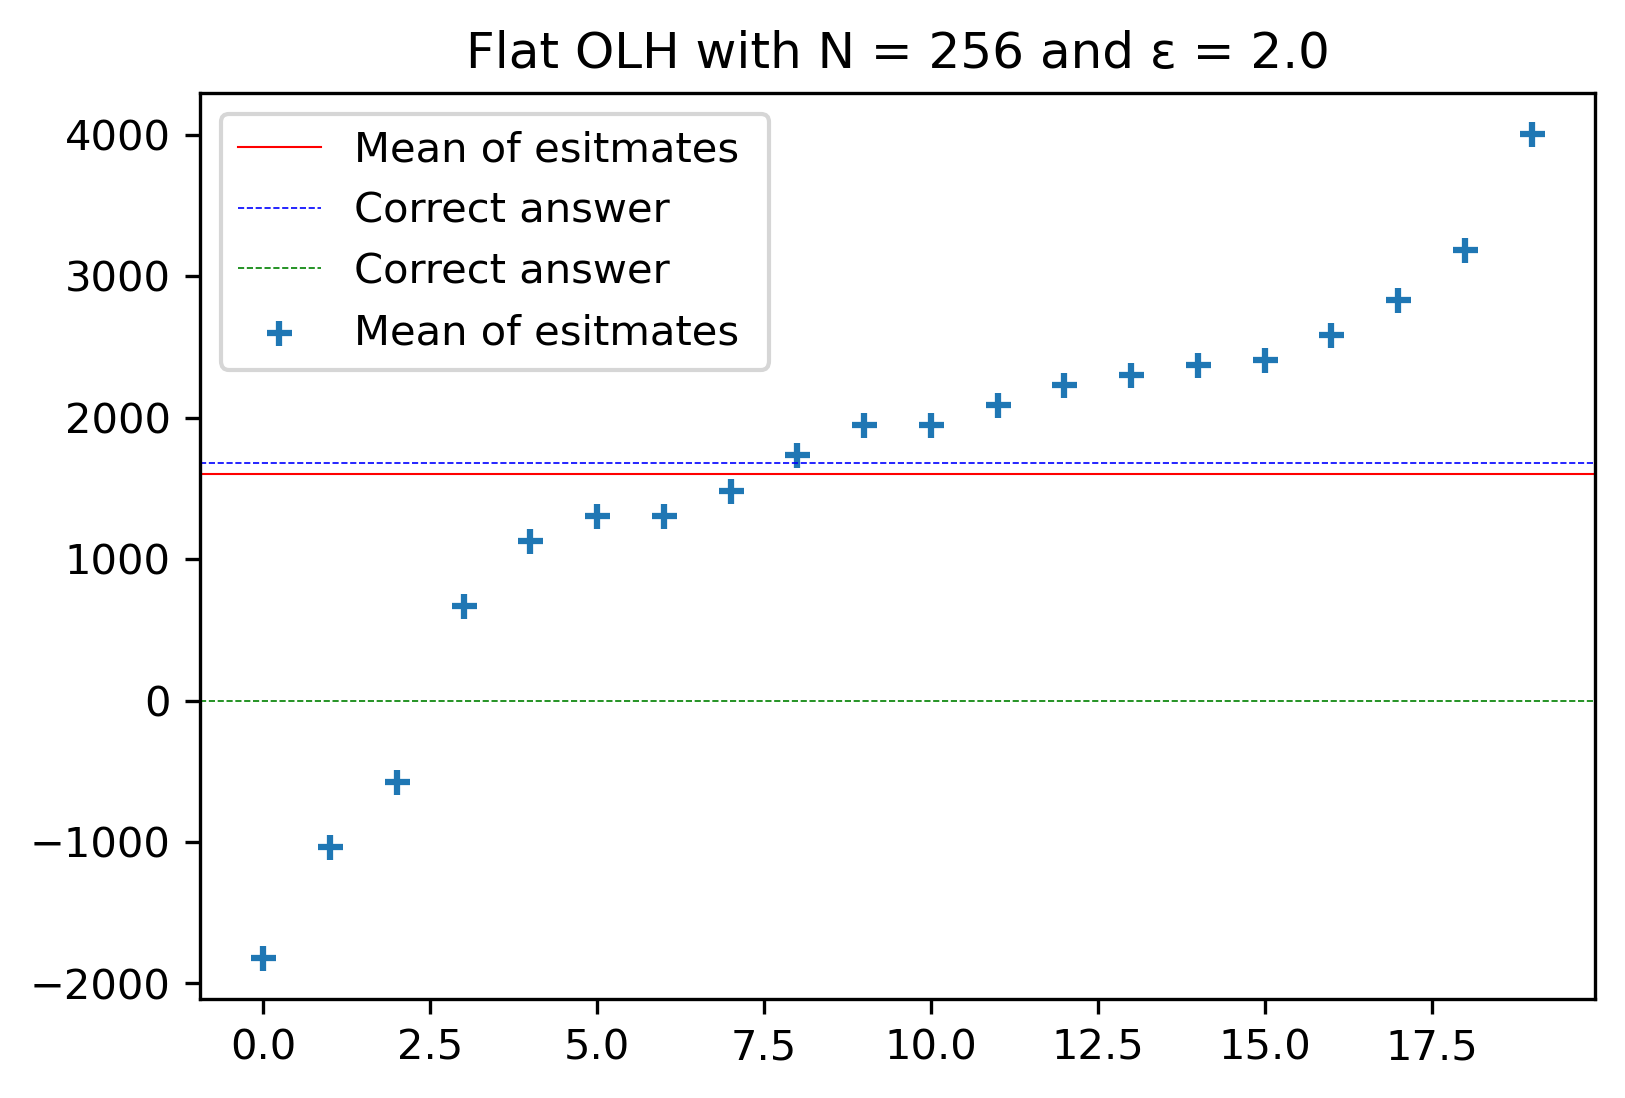 Flat OLH with N = 256 and ε = 2.0
4000
3000
2000
1000
0
−1000
−2000
Mean of esitmates
Correct answer
Correct answer
Mean of esitmates
0.0 2.5 5.0 7.5 10.0 12.5 15.0 17.5